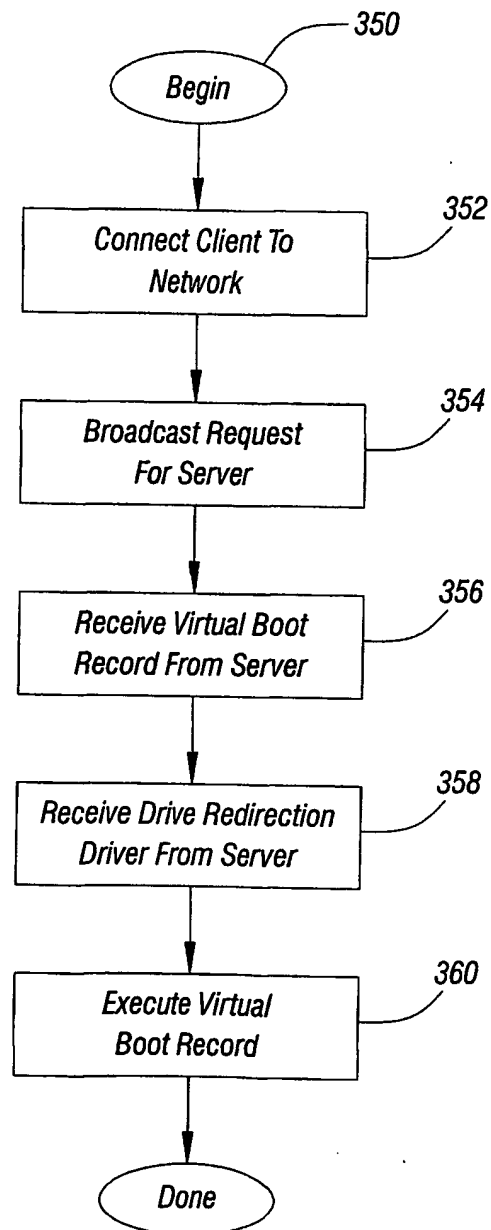 350
Begin
352
Connect Client To
Network
354
Broadcast Request
For Server
356
Receive Virtual Boot
Record From Server
358
Receive Drive Redirection
Driver From Server
360
Execute Virtual
Boot Record
Done